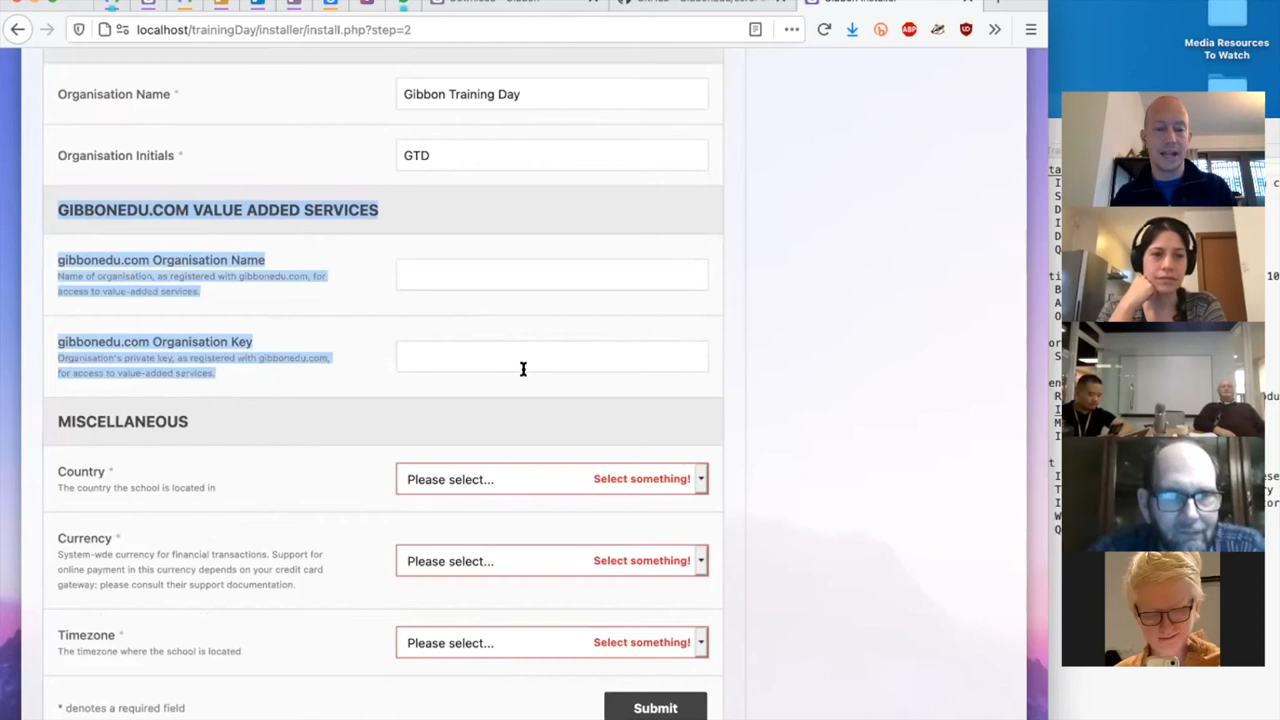 localhost/trainingDay/installer/install.php?step=2
Media Resources
To Watch
Organisation Name *
Gibbon Training Day
Organisation Initials *
GTD
GIBBONEDU.COM VALUE ADDED SERVICES
gibbonedu.com Organisation Name
Name of organisation, as registered with gibbonedu.com, for
access to value-added services.
gibbonedu.com Organisation Key
Organisation's private key, as registered with gibbonedu.com,
for access to value-added services.
MISCELLANEOUS
Country *
The country the school is located in
Please select...
Select something!
Currency *
System-wde currency for financial transactions. Support for
online payment in this currency depends on your credit card
gateway; please consult their support documentation.
Please select...
Select something!
Timezone *
The timezone where the school is located
Please select...
Select something!
* denotes a required field
Submit
ABP